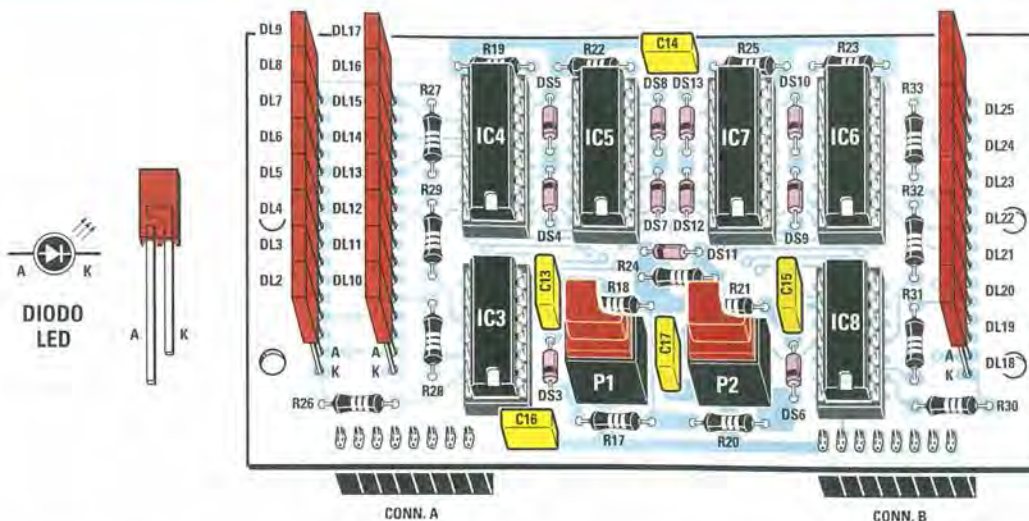 DL9 DL17
R19 R22 C14 R25 R23
DL8 DL16
DS5 DS8 DS13 DS10
R27 R33
DL7 DL15 DL25
DL6 DL14 IC4 IC5 IC7 IC6 DL24
DL5 DL13 DL23
R29 R32
DL4 DL12 DL22
DS4 DS7 DS12 DS9
DL3 DL11 DL21
DS11
R24
DL2 DL10 C13 C15 DL20
R18 R21 R31
A K
DIODO
LED
IC3 IC8
C17
DL19
A K
A A A
K K K
DL18
P1 P2
R28 DS3 DS6
R26 R30
C16 R17 R20
CONN. A CONN. B